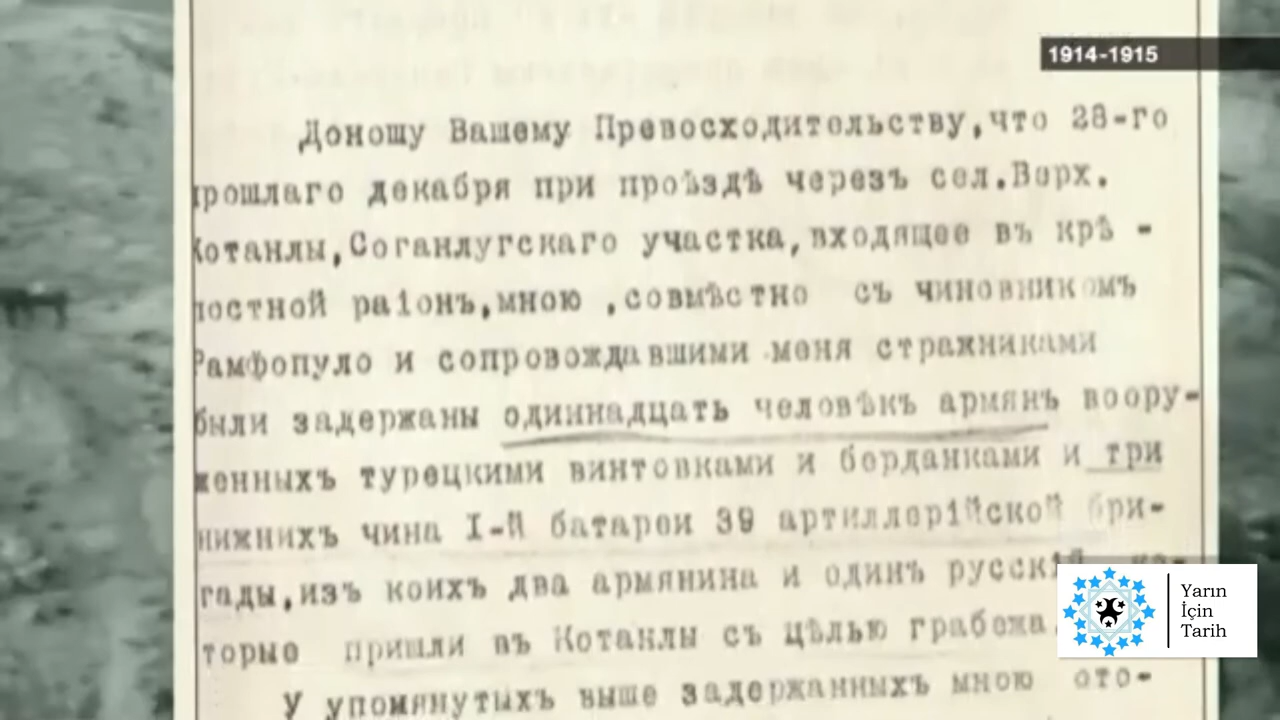 1914-1915
Доношу Вашему Превосходительству,что 28-го
прошлаго декабря при проѣздѣ черезъ сел.Верх.
Котанлы,Соганлугскаго участка,входящее въ крѣ -
постной раіонъ,мною ,совмѣстно съ чиновникомъ
Рамфопуло и сопровождавшими меня стражниками
были задержаны одиннадцать человѣкъ армянъ воору-
женныхъ турецкими винтовками и берданками и три
нижнихъ чина I-й батареи 39 артиллерійской бри-
гады,изъ коихъ два армянина и одинъ русскій
торые пришли въ Котанлы съ цѣлью грабежа.
У упомянутыхъ выше задержанныхъ мною ото-
Yarın
İçin
Tarih